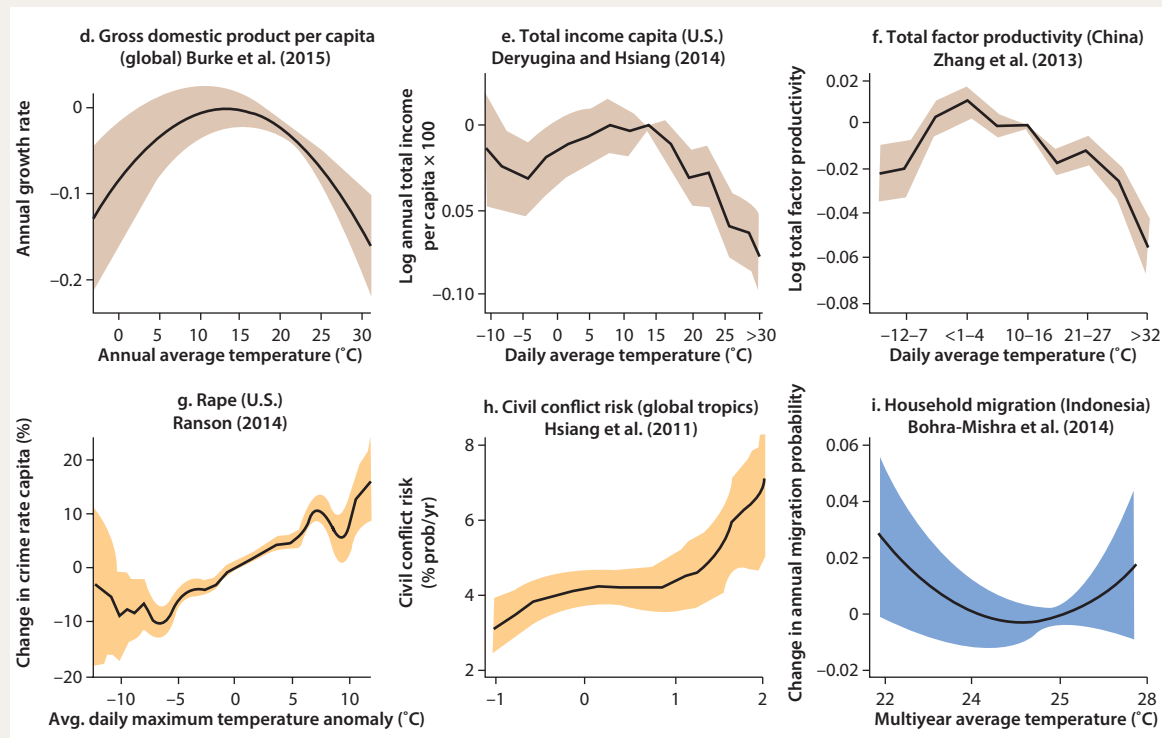 d. Gross domestic product per capita
(global) Burke et al. (2015)
Annual growth rate
0
–0.1
–0.2
0 5 10 15 20 25 30
Annual average temperature (˚C)
e. Total income capita (U.S.)
Deryugina and Hsiang (2014)
Log annual total income
per capita × 100
0
0.05
–0.10
–10 –5 0 5 10 15 20 25 >30
Daily average temperature (˚C)
f. Total factor productivity (China)
Zhang et al. (2013)
Log total factor productivity
0.02
0
–0.02
–0.04
–0.06
–0.08
–12–7 <1–4 10–16 21–27 >32
Daily average temperature (˚C)
g. Rape (U.S.)
Ranson (2014)
Change in crime rate capita (%)
20
10
0
–10
–20
–10 –5 0 5 10
Avg. daily maximum temperature anomaly (˚C)
h. Civil conflict risk (global tropics)
Hsiang et al. (2011)
Civil conflict risk
(% prob/yr)
8
6
4
2
–1 0 1 2
i. Household migration (Indonesia)
Bohra-Mishra et al. (2014)
Change in annual migration probability
0.06
0.04
0.02
0
–0.02
22 24 25 28
Multiyear average temperature (˚C)